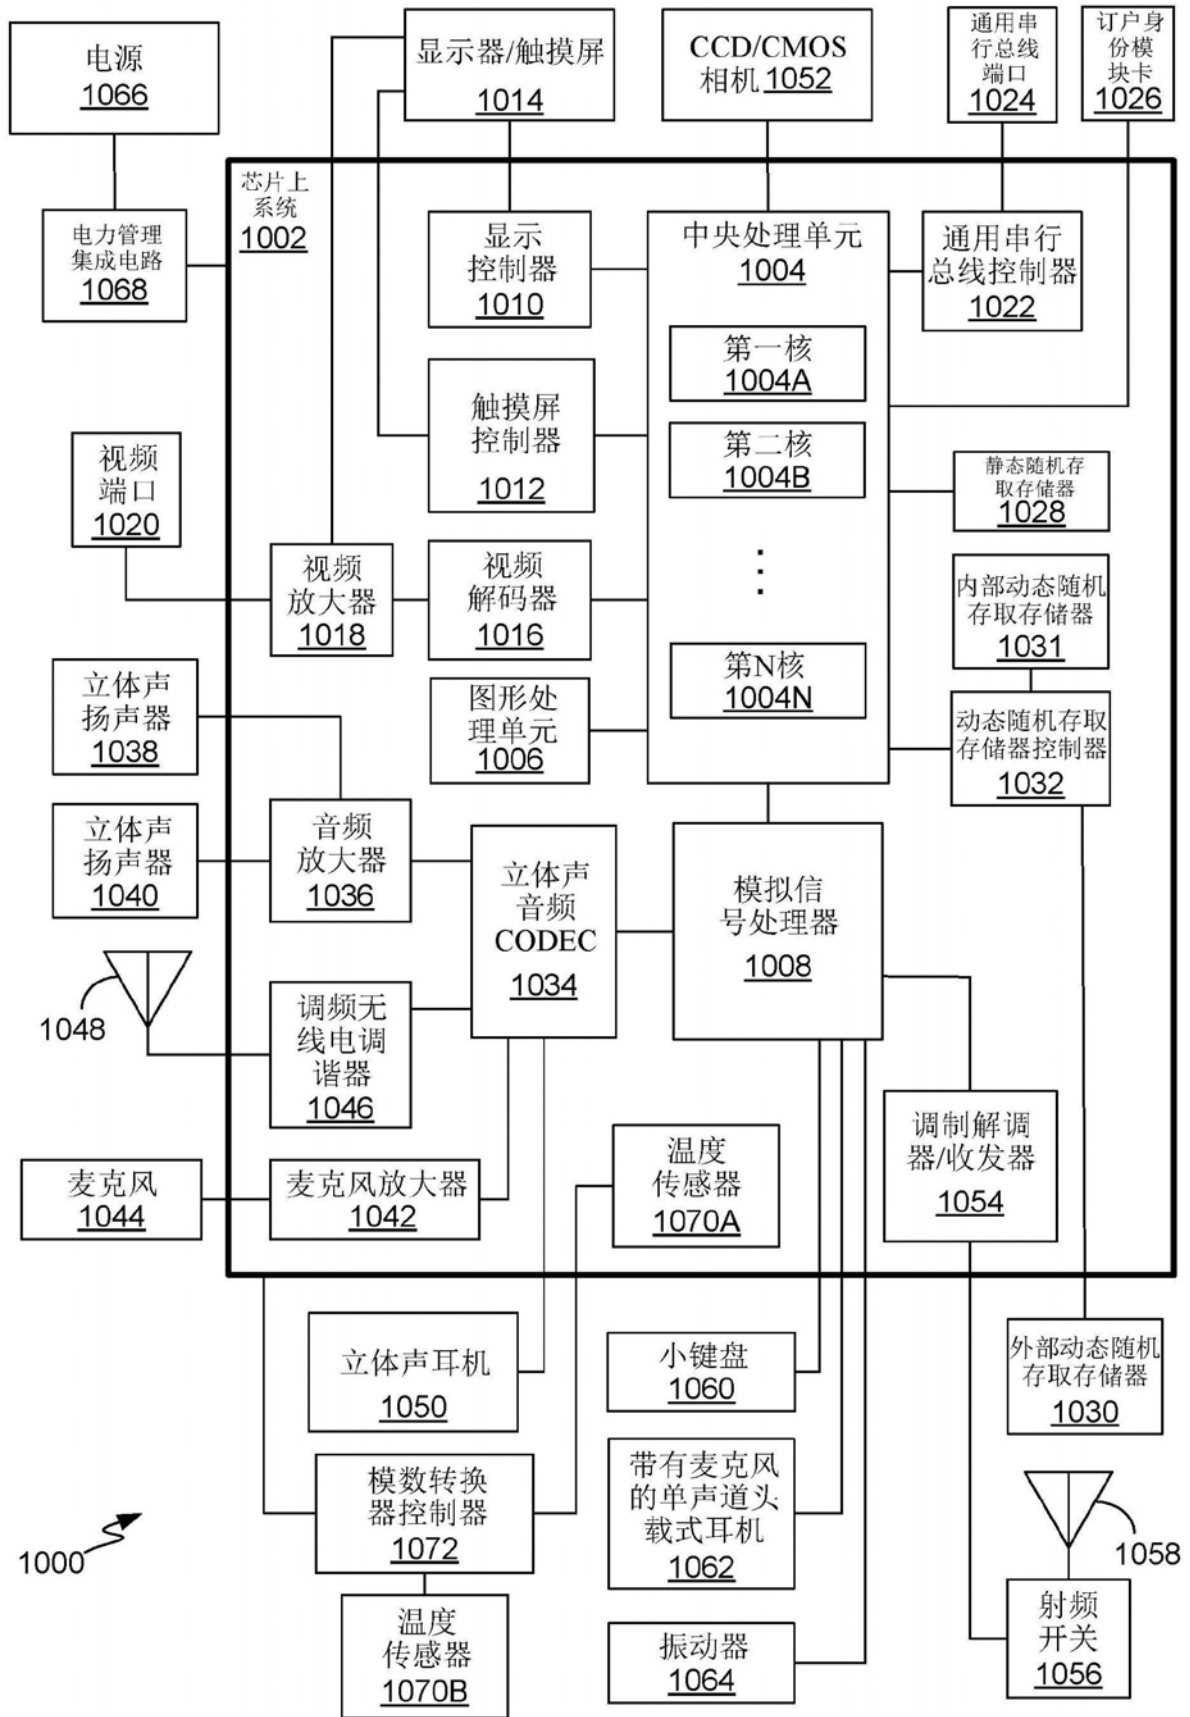 电源
1066
显示器/触摸屏
1014
CCD/CMOS
相机 1052
通用串
行总线
端口
1024
订户身
份模
块卡
1026
芯片上
系统
1002
电力管理
集成电路
1068
显示
控制器
1010
中央处理单元
1004
通用串行
总线控制器
1022
第一核
1004A
触摸屏
控制器
1012
第二核
1004B
视频
端口
1020
静态随机存
取存储器
1028
视频
放大器
1018
视频
解码器
1016
内部动态随机
存取存储器
1031
第N核
1004N
立体声
扬声器
1038
图形处
理单元
1006
动态随机存取
存储器控制器
1032
立体声
扬声器
1040
音频
放大器
1036
立体声
音频
CODEC
1034
模拟信
号处理器
1008
1048
调频无
线电调
谐器
1046
调制解调
器/收发器
1054
温度
传感器
1070A
麦克风
1044
麦克风放大器
1042
立体声耳机
1050
小键盘
1060
外部动态随机
存取存储器
1030
模数转换
器控制器
1072
带有麦克风
的单声道头
载式耳机
1062
1000
1058
温度
传感器
1070B
振动器
1064
射频
开关
1056